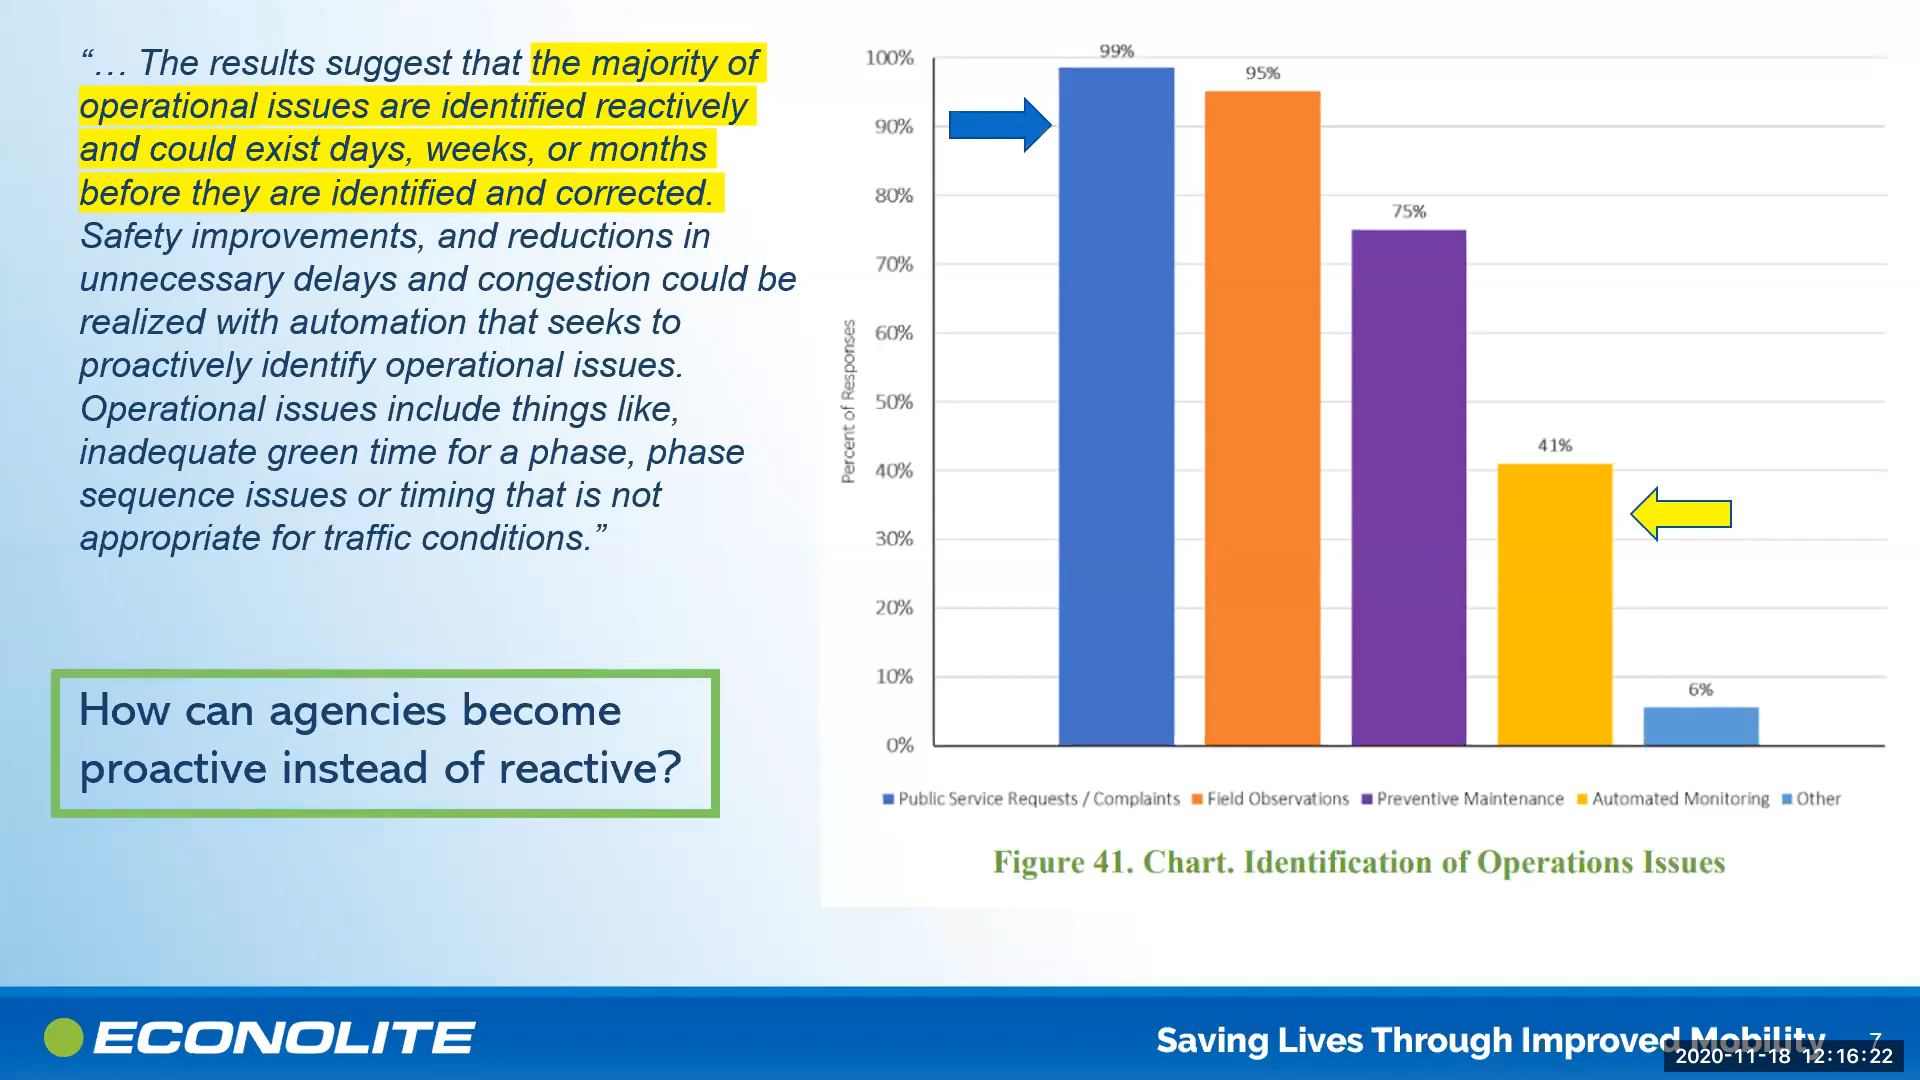 “… The results suggest that the majority of
operational issues are identified reactively
and could exist days, weeks, or months
before they are identified and corrected.
Safety improvements, and reductions in
unnecessary delays and congestion could be
realized with automation that seeks to
proactively identify operational issues.
Operational issues include things like,
inadequate green time for a phase, phase
sequence issues or timing that is not
appropriate for traffic conditions.”
How can agencies become
proactive instead of reactive?
Percent of Responses
100%
90%
80%
70%
60%
50%
40%
30%
20%
10%
0%
99%
95%
75%
41%
6%
Public Service Requests / Complaints Field Observations Preventive Maintenance Automated Monitoring Other
Figure 41. Chart. Identification of Operations Issues
ECONOLITE
Saving Lives Through Improved Mobility 7
2020-11-18 12:16:22